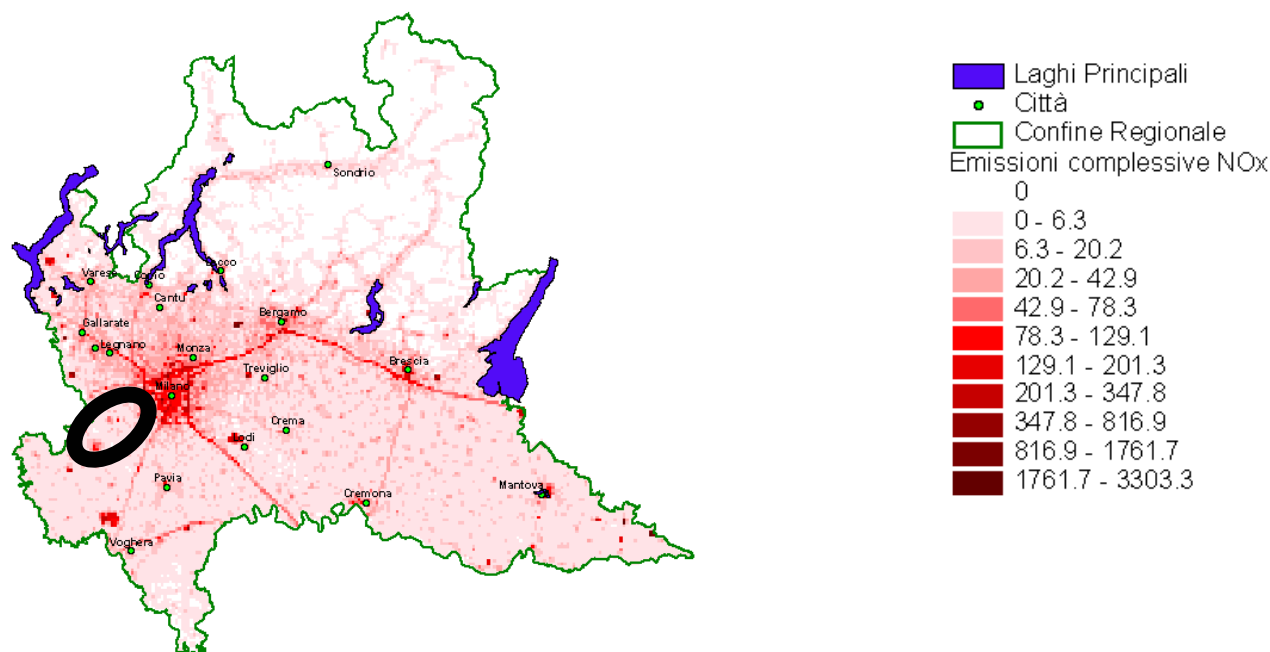 Laghi Principali
Città
Confine Regionale
Emissioni complessive NOx
0
0 - 6.3
6.3 - 20.2
20.2 - 42.9
42.9 - 78.3
78.3 - 129.1
129.1 - 201.3
201.3 - 347.8
347.8 - 816.9
816.9 - 1761.7
1761.7 - 3303.3
Sondrio
Lecco
Varese
Como
Cantu
Bergamo
Gallarate
Legnano
Monza
Brescia
Treviglio
Milano
Crema
Lodi
Pavia
Cremona
Mantova
Voghera